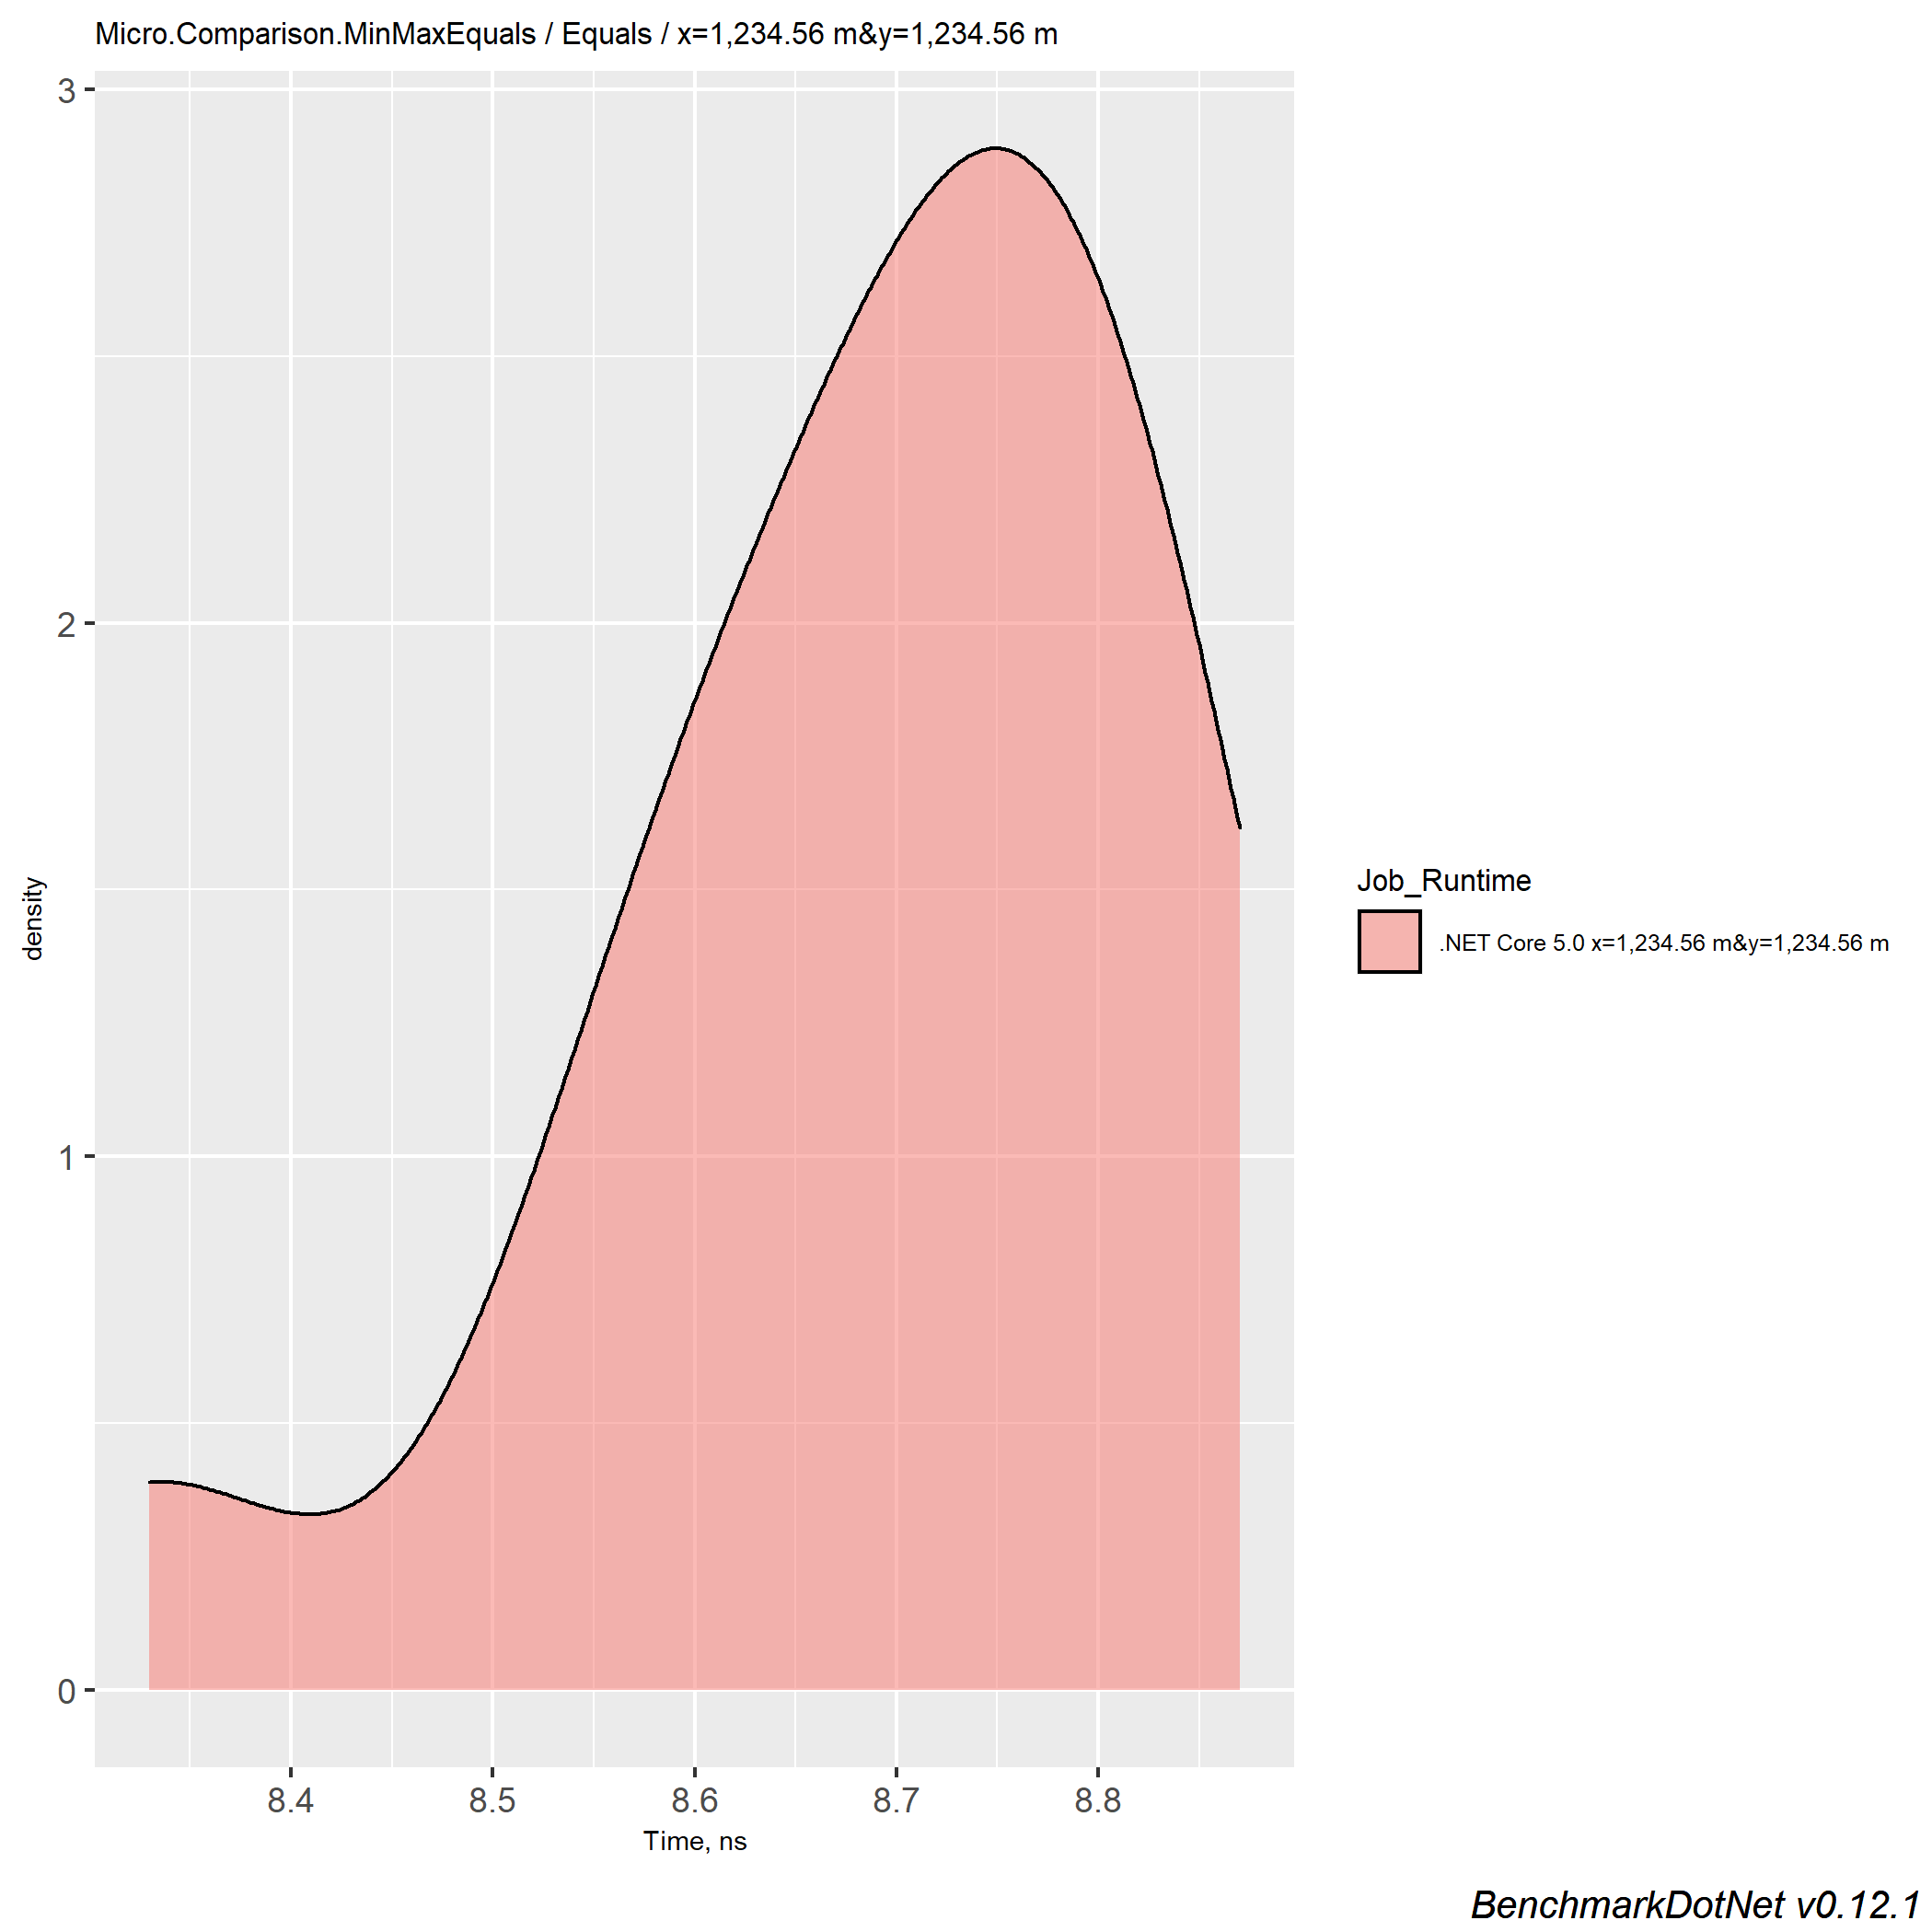 Micro.Comparison.MinMaxEquals / Equals / x=1,234.56 m&y=1,234.56 m
3
2
1
0
density
8.4 8.5 8.6 8.7 8.8
Time, ns
Job_Runtime
.NET Core 5.0 x=1,234.56 m&y=1,234.56 m
BenchmarkDotNet v0.12.1